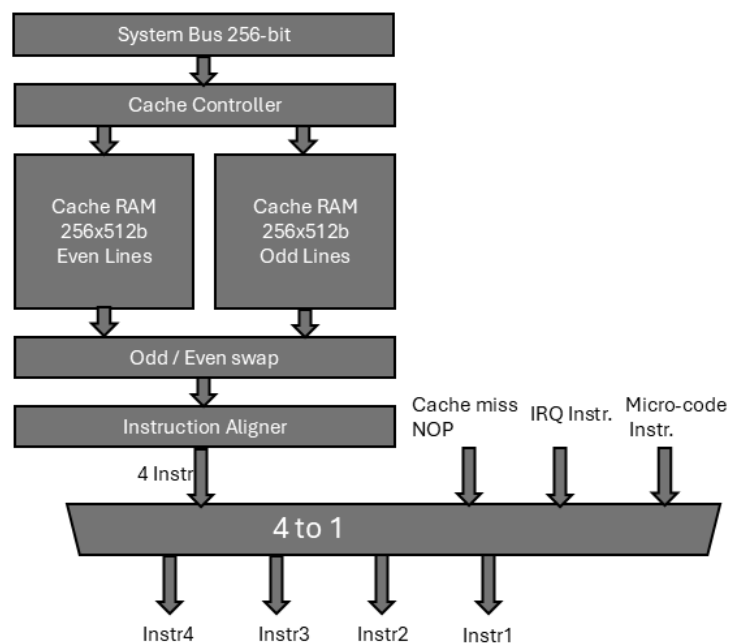 System Bus 256-bit
Cache Controller
Cache RAM
256x512b
Even Lines
Cache RAM
256x512b
Odd Lines
Odd / Even swap
Instruction Aligner
Cache miss
NOP
IRQ Instr.
Micro-code
Instr.
4 Instr
4 to 1
Instr4
Instr3
Instr2
Instr1